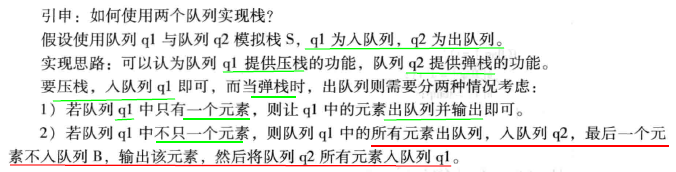 引申：如何使用两个队列实现栈？
假设使用队列 q1 与队列 q2 模拟栈 S，q1 为入队列，q2 为出队列。
实现思路：可以认为队列 q1 提供压栈的功能，队列 q2 提供弹栈的功能。
要压栈，入队列 q1 即可，而当弹栈时，出队列则需要分两种情况考虑：
1）若队列 q1 中只有一个元素，则让 q1 中的元素出队列并输出即可。
2）若队列 q1 中不只一个元素，则队列 q1 中的所有元素出队列，入队列 q2，最后一个元
素不入队列 B，输出该元素，然后将队列 q2 所有元素入队列 q1。